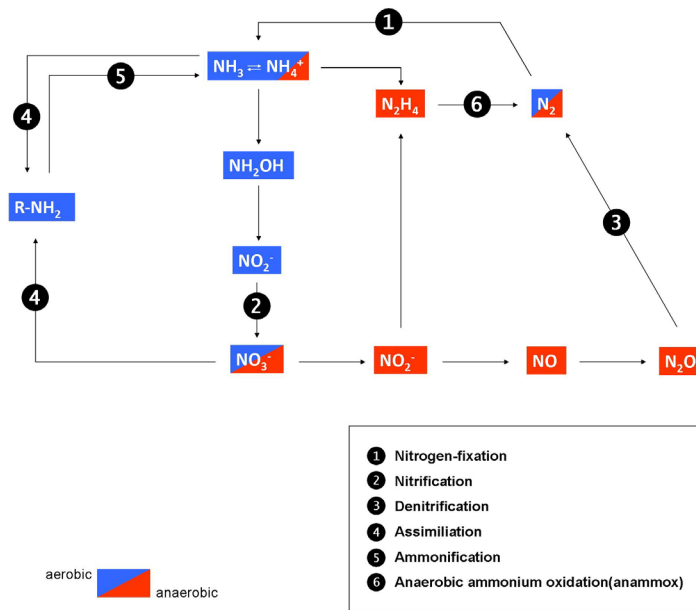 1
NH₃ ⇌ NH₄⁺
5
4
N₂H₄
6
N₂
NH₂OH
R-NH₂
3
NO₂⁻
4
2
NO₃⁻
NO₂⁻
NO
N₂O
1 Nitrogen-fixation
2 Nitrification
3 Denitrification
4 Assimiliation
5 Ammonification
6 Anaerobic ammonium oxidation(anammox)
aerobic
anaerobic